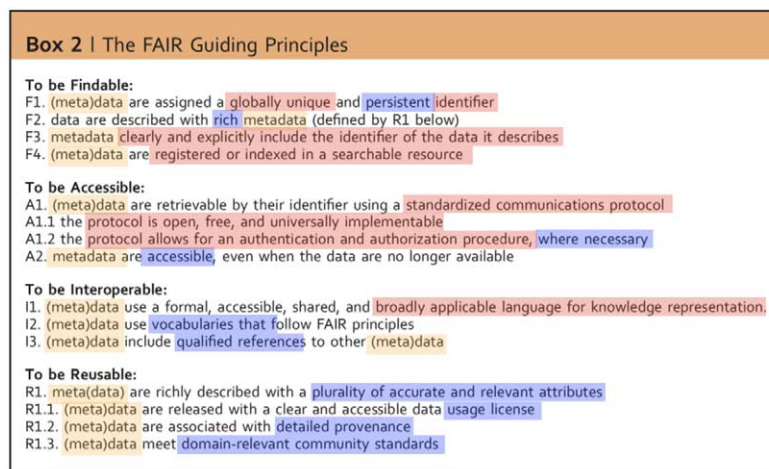 Box 2 | The FAIR Guiding Principles
To be Findable:
F1. (meta)data are assigned a globally unique and persistent identifier
F2. data are described with rich metadata (defined by R1 below)
F3. metadata clearly and explicitly include the identifier of the data it describes
F4. (meta)data are registered or indexed in a searchable resource
To be Accessible:
A1. (meta)data are retrievable by their identifier using a standardized communications protocol
A1.1 the protocol is open, free, and universally implementable
A1.2 the protocol allows for an authentication and authorization procedure, where necessary
A2. metadata are accessible, even when the data are no longer available
To be Interoperable:
I1. (meta)data use a formal, accessible, shared, and broadly applicable language for knowledge representation.
I2. (meta)data use vocabularies that follow FAIR principles
I3. (meta)data include qualified references to other (meta)data
To be Reusable:
R1. meta(data) are richly described with a plurality of accurate and relevant attributes
R1.1. (meta)data are released with a clear and accessible data usage license
R1.2. (meta)data are associated with detailed provenance
R1.3. (meta)data meet domain-relevant community standards